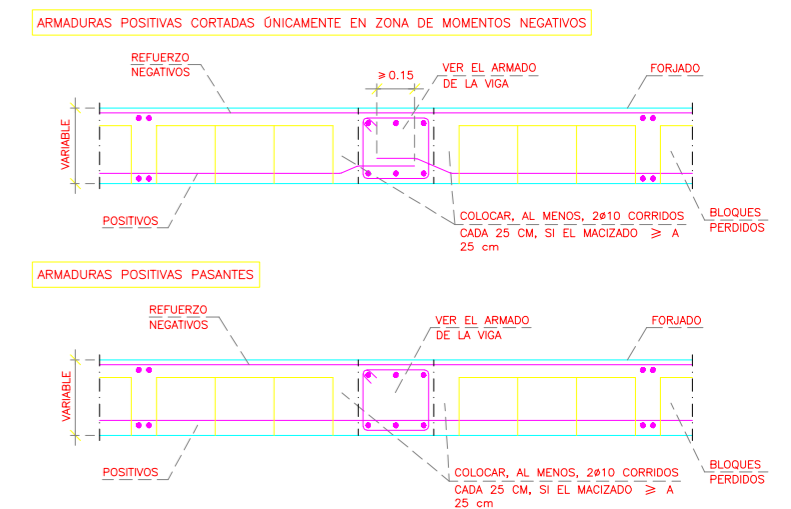 ARMADURAS POSITIVAS CORTADAS ÚNICAMENTE EN ZONA DE MOMENTOS NEGATIVOS
REFUERZO
NEGATIVOS
≥0.15
VER EL ARMADO
DE LA VIGA
FORJADO
VARIABLE
POSITIVOS
COLOCAR, AL MENOS, 2ø10 CORRIDOS
CADA 25 CM, SI EL MACIZADO ≥ A
25 cm
BLOQUES
PERDIDOS
ARMADURAS POSITIVAS PASANTES
REFUERZO
NEGATIVOS
VER EL ARMADO
DE LA VIGA
FORJADO
VARIABLE
POSITIVOS
COLOCAR, AL MENOS, 2ø10 CORRIDOS
CADA 25 CM, SI EL MACIZADO ≥ A
25 cm
BLOQUES
PERDIDOS